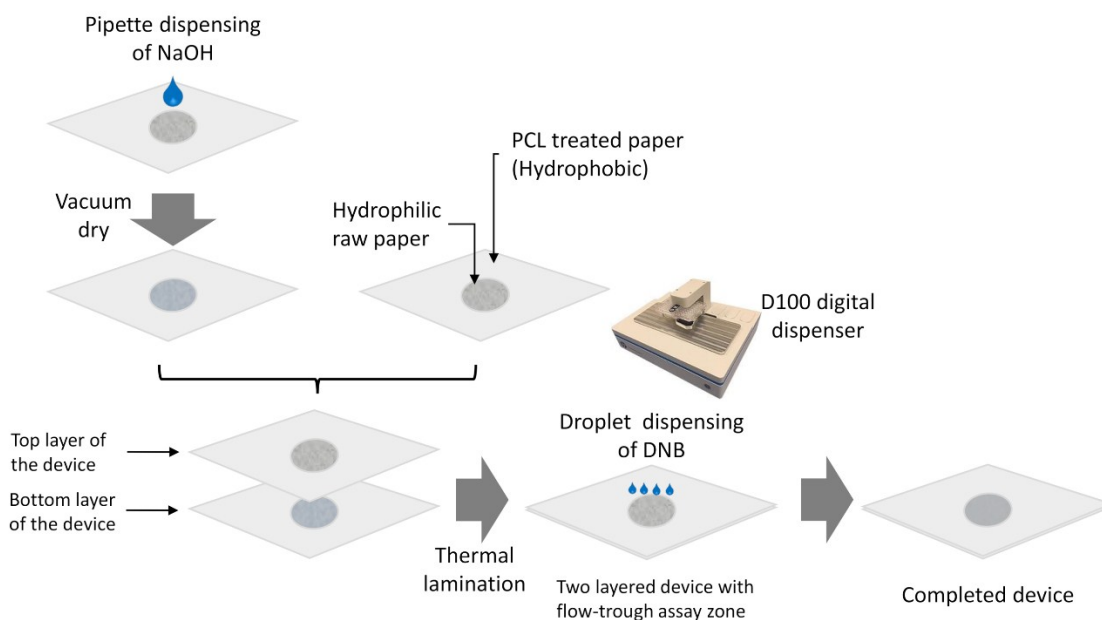 Pipette dispensing
of NaOH
Vacuum
dry
PCL treated paper
(Hydrophobic)
Hydrophilic
raw paper
D100 digital
dispenser
Top layer of
the device
Bottom layer
of the device
Thermal
lamination
Droplet dispensing
of DNB
Two layered device with
flow-trough assay zone
Completed device